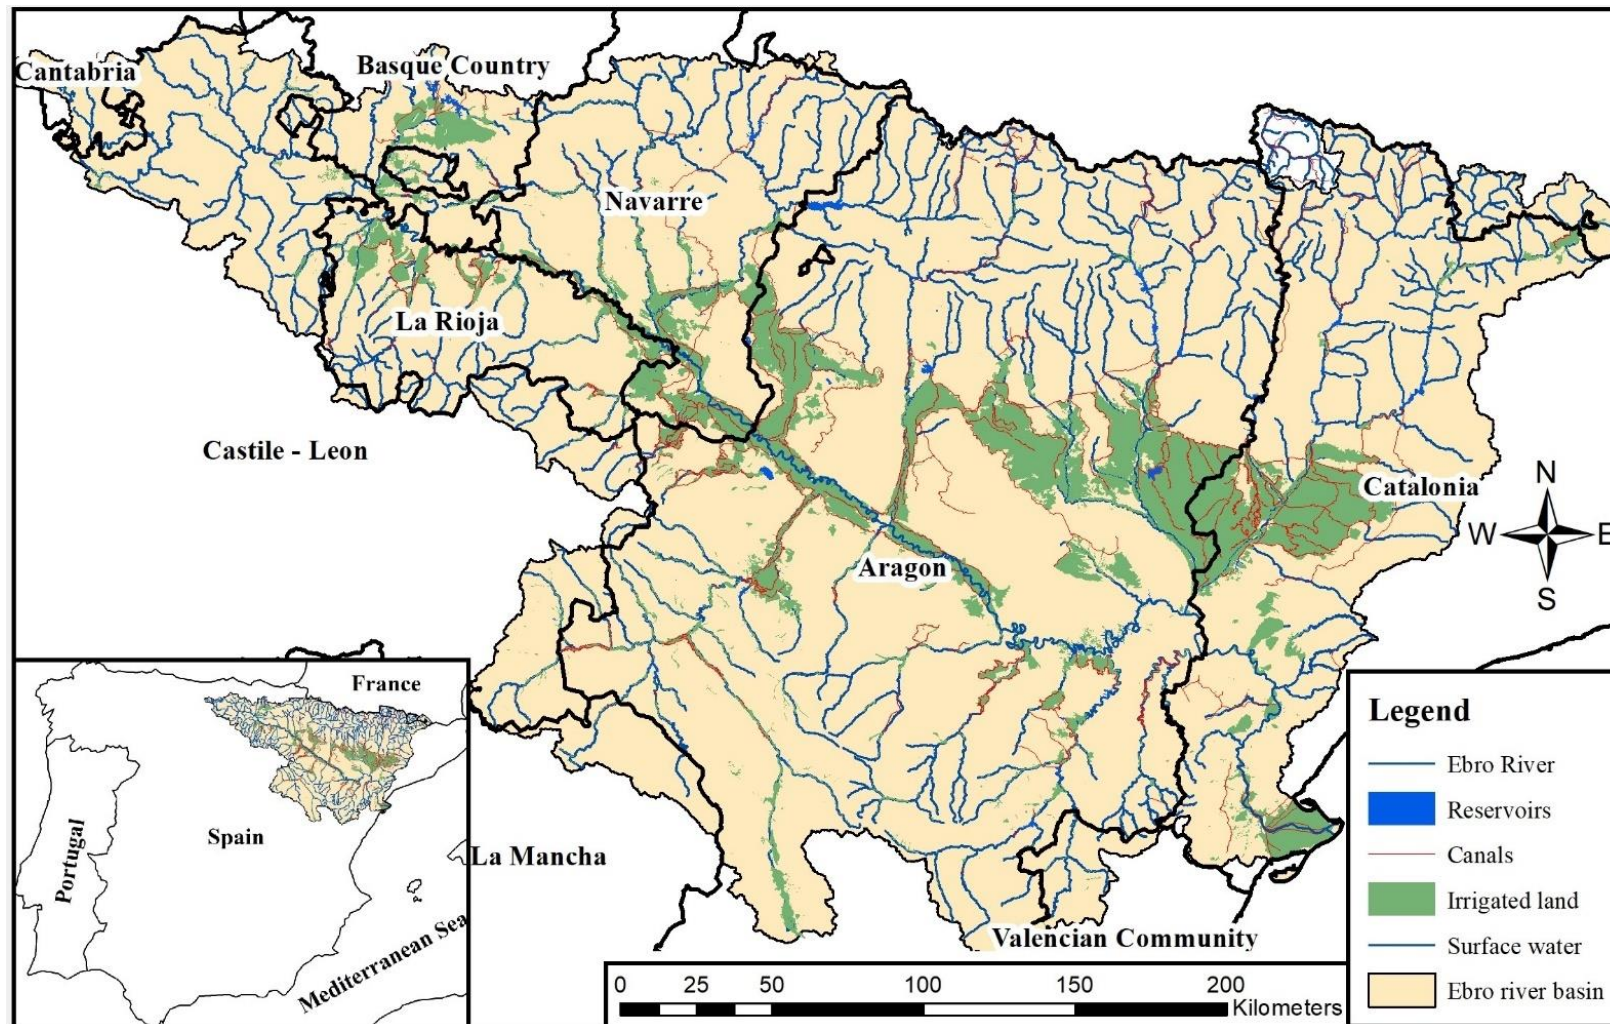 Cantabria
Basque Country
Navarre
La Rioja
Castile - Leon
Catalonia
Aragon
La Mancha
Valencian Community
N
W
E
S
France
Spain
Portugal
Mediterranean Sea
Legend
Ebro River
Reservoirs
Canals
Irrigated land
Surface water
Ebro river basin
0 25 50 100 150 200
Kilometers